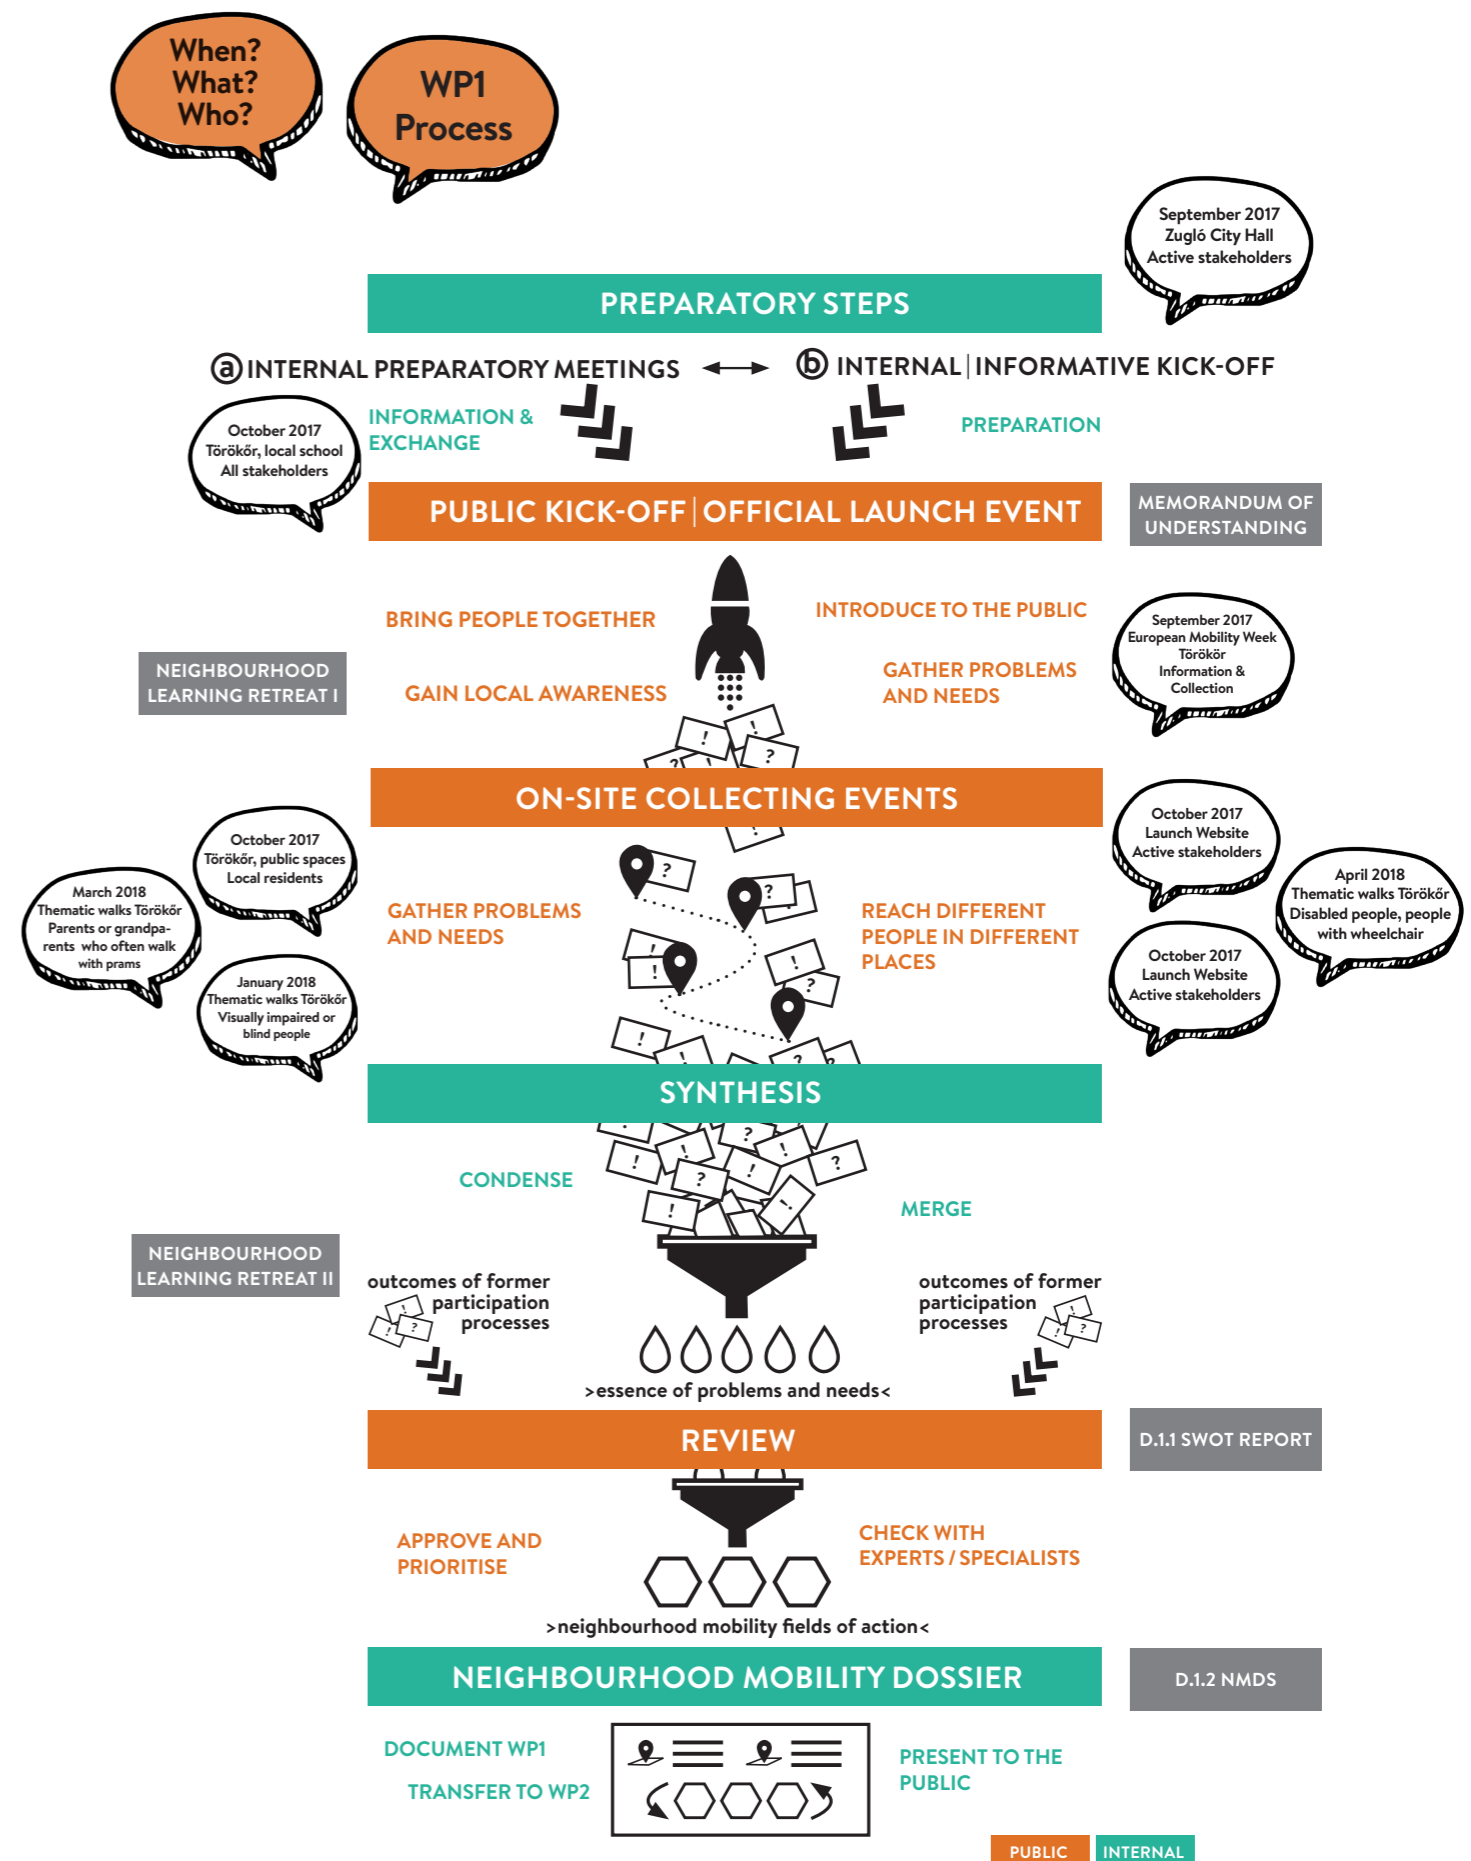 When?
What?
Who?
WP1
Process
September 2017
Zugló City Hall
Active stakeholders
PREPARATORY STEPS
a INTERNAL PREPARATORY MEETINGS
b INTERNAL|INFORMATIVE KICK-OFF
INFORMATION &
EXCHANGE
PREPARATION
October 2017
Törökőr, local school
All stakeholders
PUBLIC KICK-OFF|OFFICIAL LAUNCH EVENT
MEMORANDUM OF
UNDERSTANDING
BRING PEOPLE TOGETHER
INTRODUCE TO THE PUBLIC
September 2017
European Mobility Week
Törökör
Information &
Collection
NEIGHBOURHOOD
LEARNING RETREAT I
GAIN LOCAL AWARENESS
GATHER PROBLEMS
AND NEEDS
ON-SITE COLLECTING EVENTS
October 2017
Törökőr, public spaces
Local residents
March 2018
Thematic walks Törökőr
Parents or grandpa-
rents who often walk
with prams
January 2018
Thematic walks Törökőr
Visually impaired or
blind people
GATHER PROBLEMS
AND NEEDS
REACH DIFFERENT
PEOPLE IN DIFFERENT
PLACES
October 2017
Launch Website
Active stakeholders
April 2018
Thematic walks Törökőr
Disabled people, people
with wheelchair
October 2017
Launch Website
Active stakeholders
SYNTHESIS
CONDENSE
MERGE
NEIGHBOURHOOD
LEARNING RETREAT II
outcomes of former
participation
processes
outcomes of former
participation
processes
>essence of problems and needs<
REVIEW
D.1.1 SWOT REPORT
APPROVE AND
PRIORITISE
CHECK WITH
EXPERTS / SPECIALISTS
>neighbourhood mobility fields of action<
NEIGHBOURHOOD MOBILITY DOSSIER
D.1.2 NMDS
DOCUMENT WP1
TRANSFER TO WP2
PRESENT TO THE
PUBLIC
PUBLIC
INTERNAL